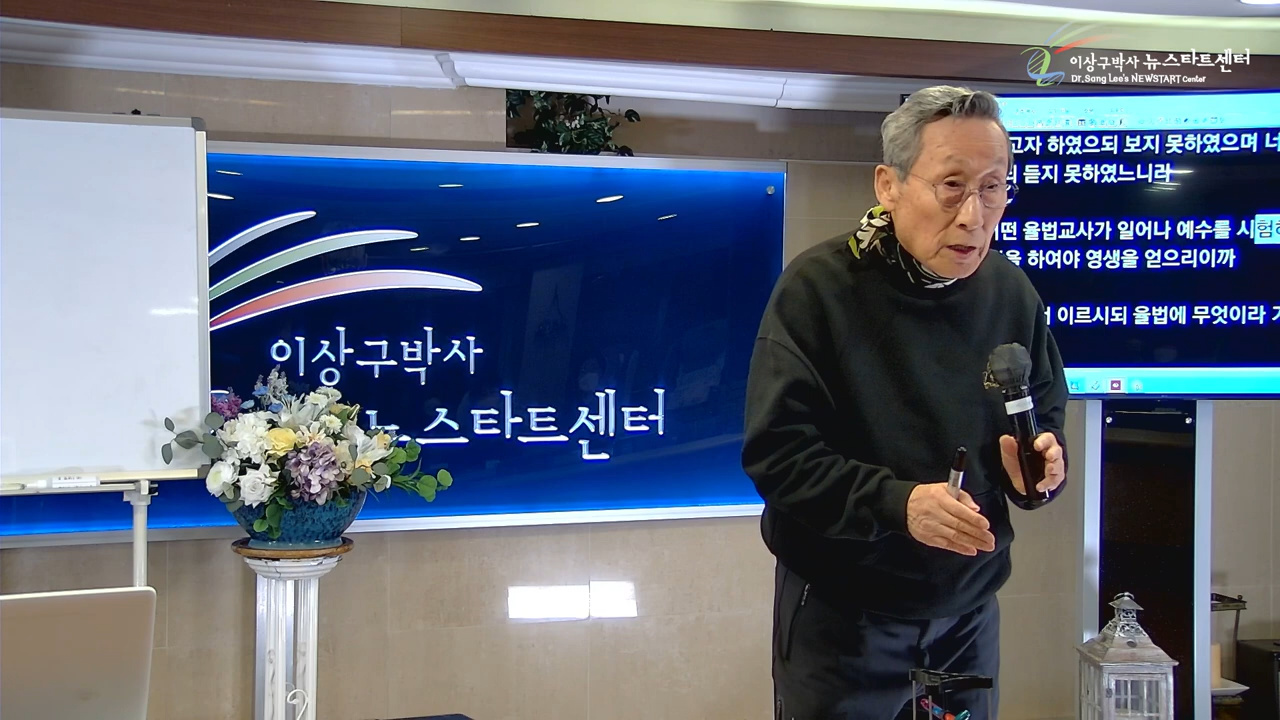 이상구박사 뉴스타트센터
Dr. Sang Lee's NEWSTART Center
고자 하였으되 보지 못하였으며 너
듣지 못하였느니라
떤 율법교사가 일어나 예수를 시험하
하여야 영생을 얻으리이까
이르시되 율법에 무엇이라
이상구박사
뉴스타트센터